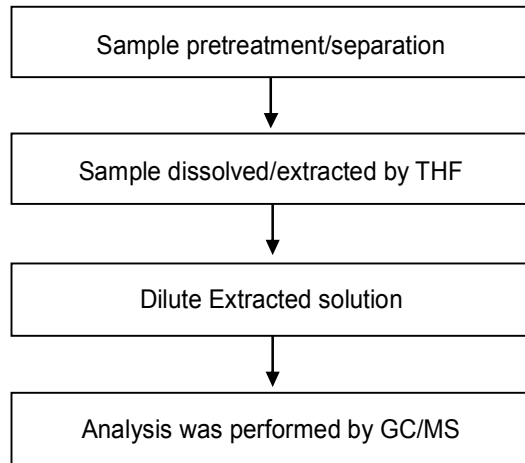 Sample pretreatment/separation
Sample dissolved/extracted by THF
Dilute Extracted solution
Analysis was performed by GC/MS